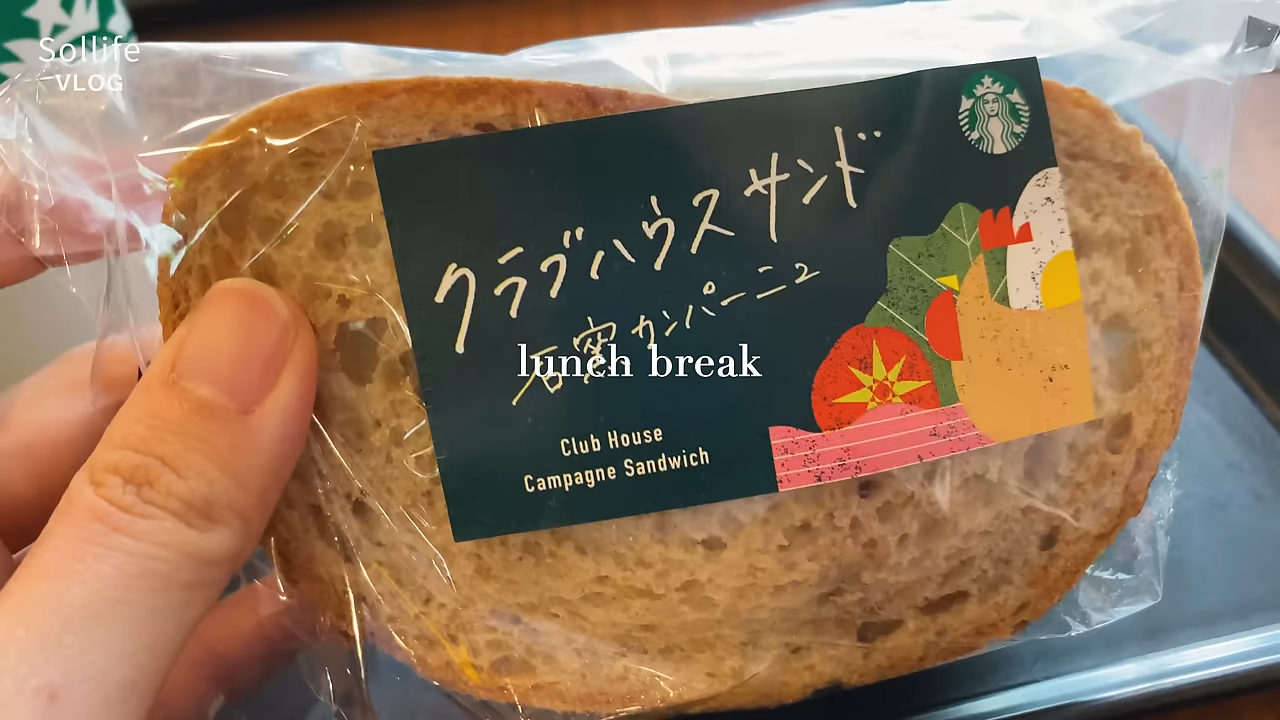 Sollife
VLOG
クラブハウスサンド
石窯カンパーニュ
lunch break
Club House
Campagne Sandwich